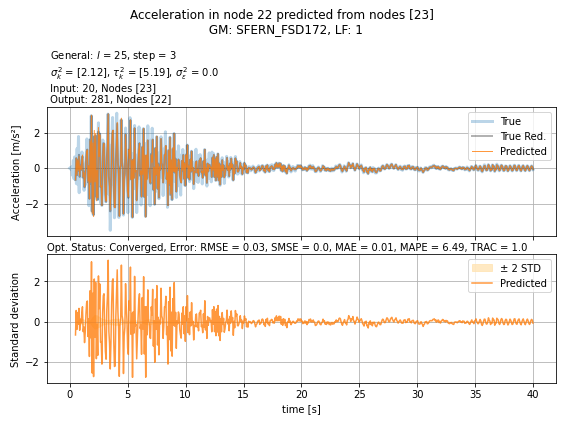 Acceleration in node 22 predicted from nodes [23]
GM: SFERN_FSD172, LF: 1
General: l = 25, step = 3
σ²ₖ = [2.12], τ²ₖ = [5.19], σ²ε = 0.0
Input: 20, Nodes [23]
Output: 281, Nodes [22]
Acceleration [m/s²]
2
0
−2
True
True Red.
Predicted
Opt. Status: Converged, Error: RMSE = 0.03, SMSE = 0.0, MAE = 0.01, MAPE = 6.49, TRAC = 1.0
Standard deviation
2
0
−2
± 2 STD
Predicted
0 5 10 15 20 25 30 35 40
time [s]